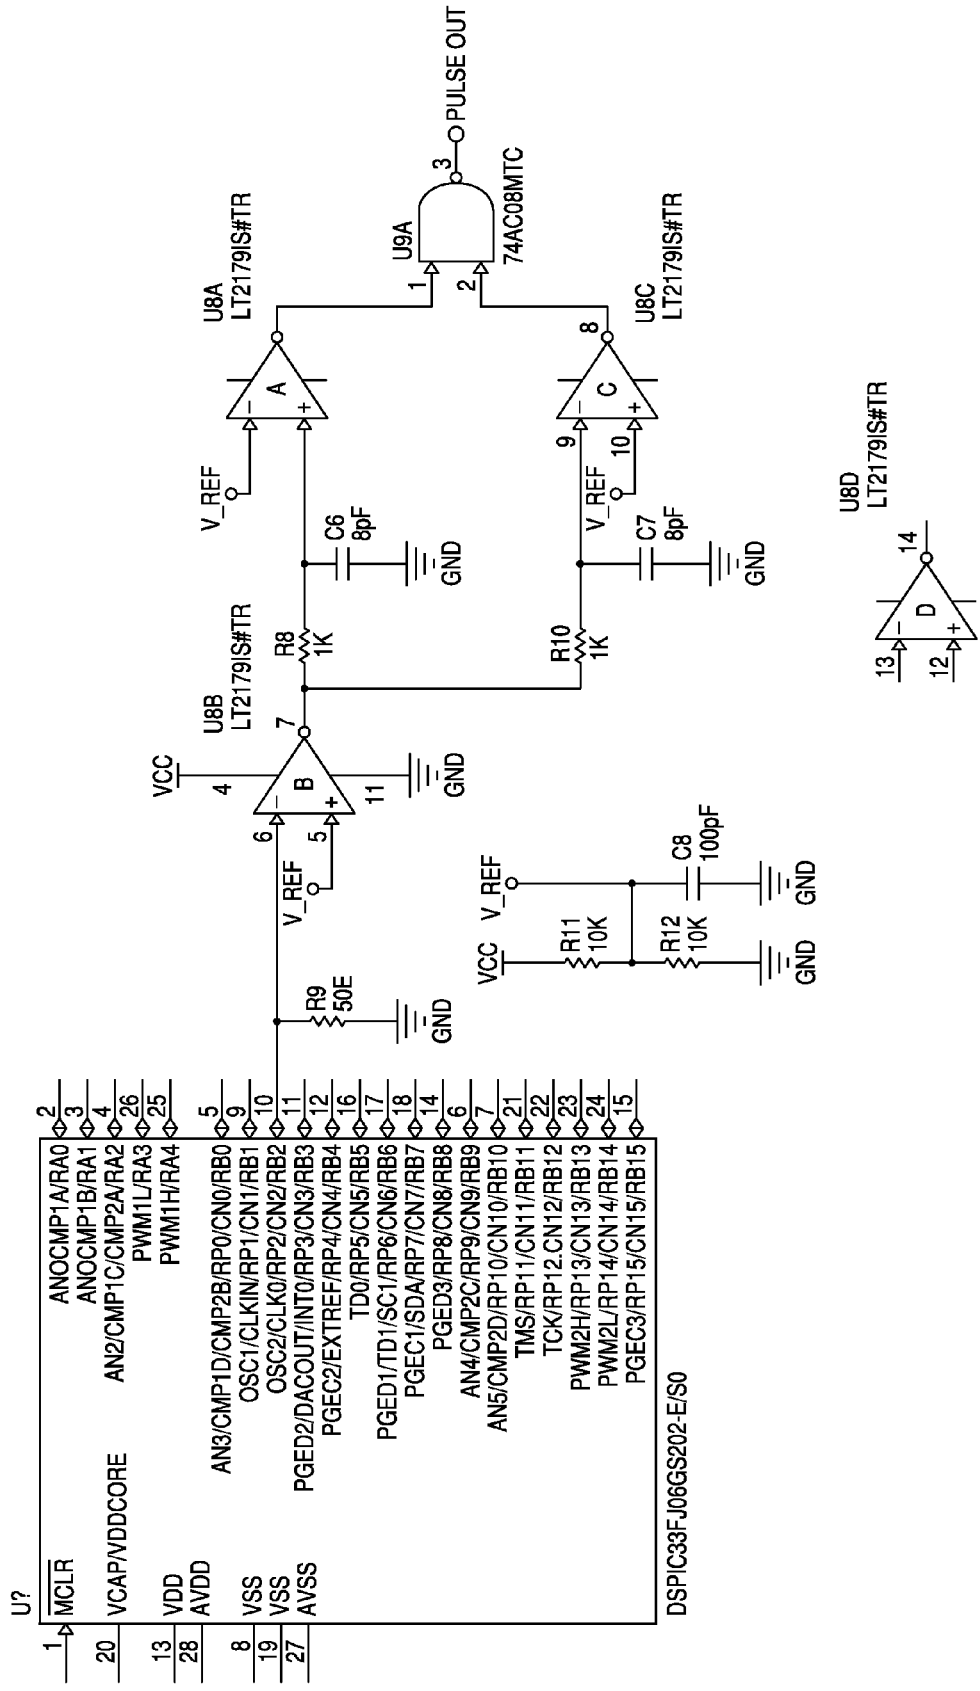 U?
1
MCLR
20
VCAP/VDDCORE
13
VDD
28
AVDD
8
VSS
19
VSS
27
AVSS
ANOCMP1A/RA0
2
ANOCMP1B/RA1
3
AN2/CMP1C/CMP2A/RA2
4
PWM1L/RA3
26
PWM1H/RA4
25
AN3/CMP1D/CMP2B/RP0/CN0/RB0
5
OSC1/CLKIN/RP1/CN1/RB1
9
OSC2/CLK0/RP2/CN2/RB2
10
PGED2/DACOUT/INT0/RP3/CN3/RB3
11
PGEC2/EXTREF/RP4/CN4/RB4
12
TD0/RP5/CN5/RB5
16
PGED1/TD1/SC1/RP6/CN6/RB6
17
PGEC1/SDA/RP7/CN7/RB7
18
PGED3/RP8/CN8/RB8
14
AN4/CMP2C/RP9/CN9/RB9
6
AN5/CMP2D/RP10/CN10/RB10
7
TMS/RP11/CN11/RB11
21
TCK/RP12.CN12/RB12
22
PWM2H/RP13/CN13/RB13
23
PWM2L/RP14/CN14/RB14
24
PGEC3/RP15/CN15/RB15
15
DSPIC33FJ06GS202-E/S0
R9
50E
GND
V_REF
6
5
VCC
4
B
-
+
11
GND
7
U8B
LT2179IS#TR
R8
1K
C6
8pF
GND
V_REF
A
-
+
U8A
LT2179IS#TR
R10
1K
C7
8pF
GND
V_REF
9
10
C
-
+
8
U8C
LT2179IS#TR
1
2
U9A
74AC08MTC
3
PULSE OUT
VCC
R11
10K
R12
10K
GND
V_REF
C8
100pF
GND
13
12
D
-
+
14
U8D
LT2179IS#TR